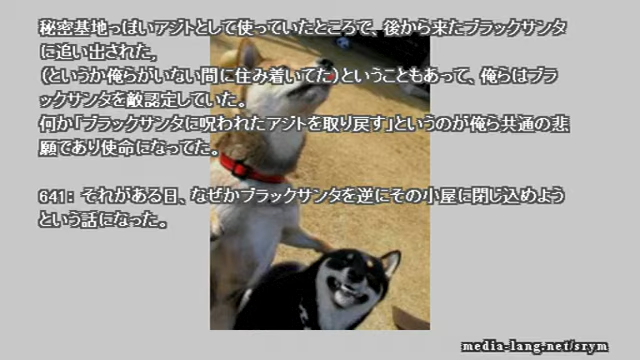 秘密基地っぽいアジトとして使っていたところで、後から来たブラックサンタ
に追い出された,
（というか俺らがいない間に住み着いてた）ということもあって、俺らはブラ
ックサンタを敵認定していた。
何か「ブラックサンタに呪われたアジトを取り戻す」というのが俺ら共通の悲
願であり使命になってた。
641： それがある日、なぜかブラックサンタを逆にその小屋に閉じ込めよう
という話になった。
media-lang.net/srym